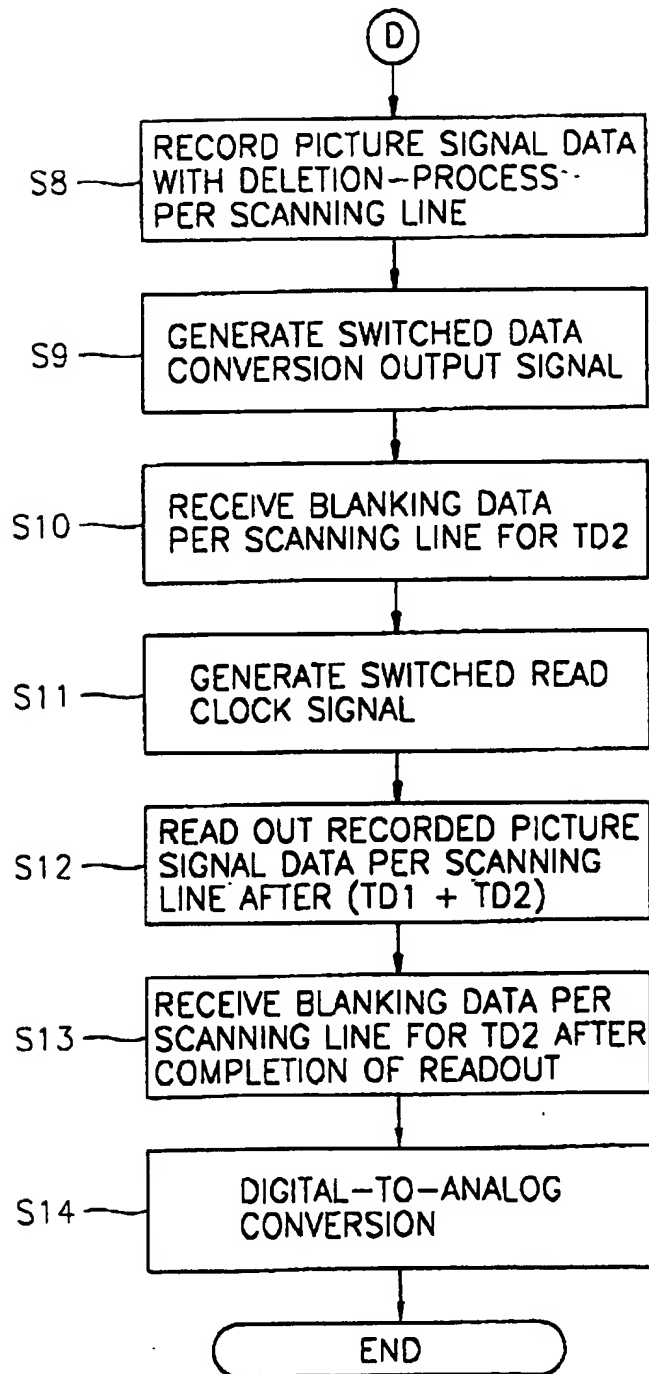 D
S8
RECORD PICTURE SIGNAL DATA
WITH DELETION-PROCESS
PER SCANNING LINE
S9
GENERATE SWITCHED DATA
CONVERSION OUTPUT SIGNAL
S10
RECEIVE BLANKING DATA
PER SCANNING LINE FOR TD2
S11
GENERATE SWITCHED READ
CLOCK SIGNAL
S12
READ OUT RECORDED PICTURE
SIGNAL DATA PER SCANNING
LINE AFTER (TD1 + TD2)
S13
RECEIVE BLANKING DATA PER
SCANNING LINE FOR TD2 AFTER
COMPLETION OF READOUT
S14
DIGITAL-TO-ANALOG
CONVERSION
END